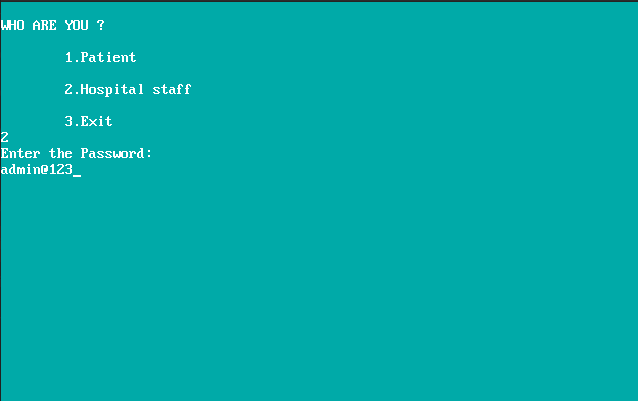 WHO ARE YOU ?
1.Patient
2.Hospital staff
3.Exit
2
Enter the Password:
admin@123_